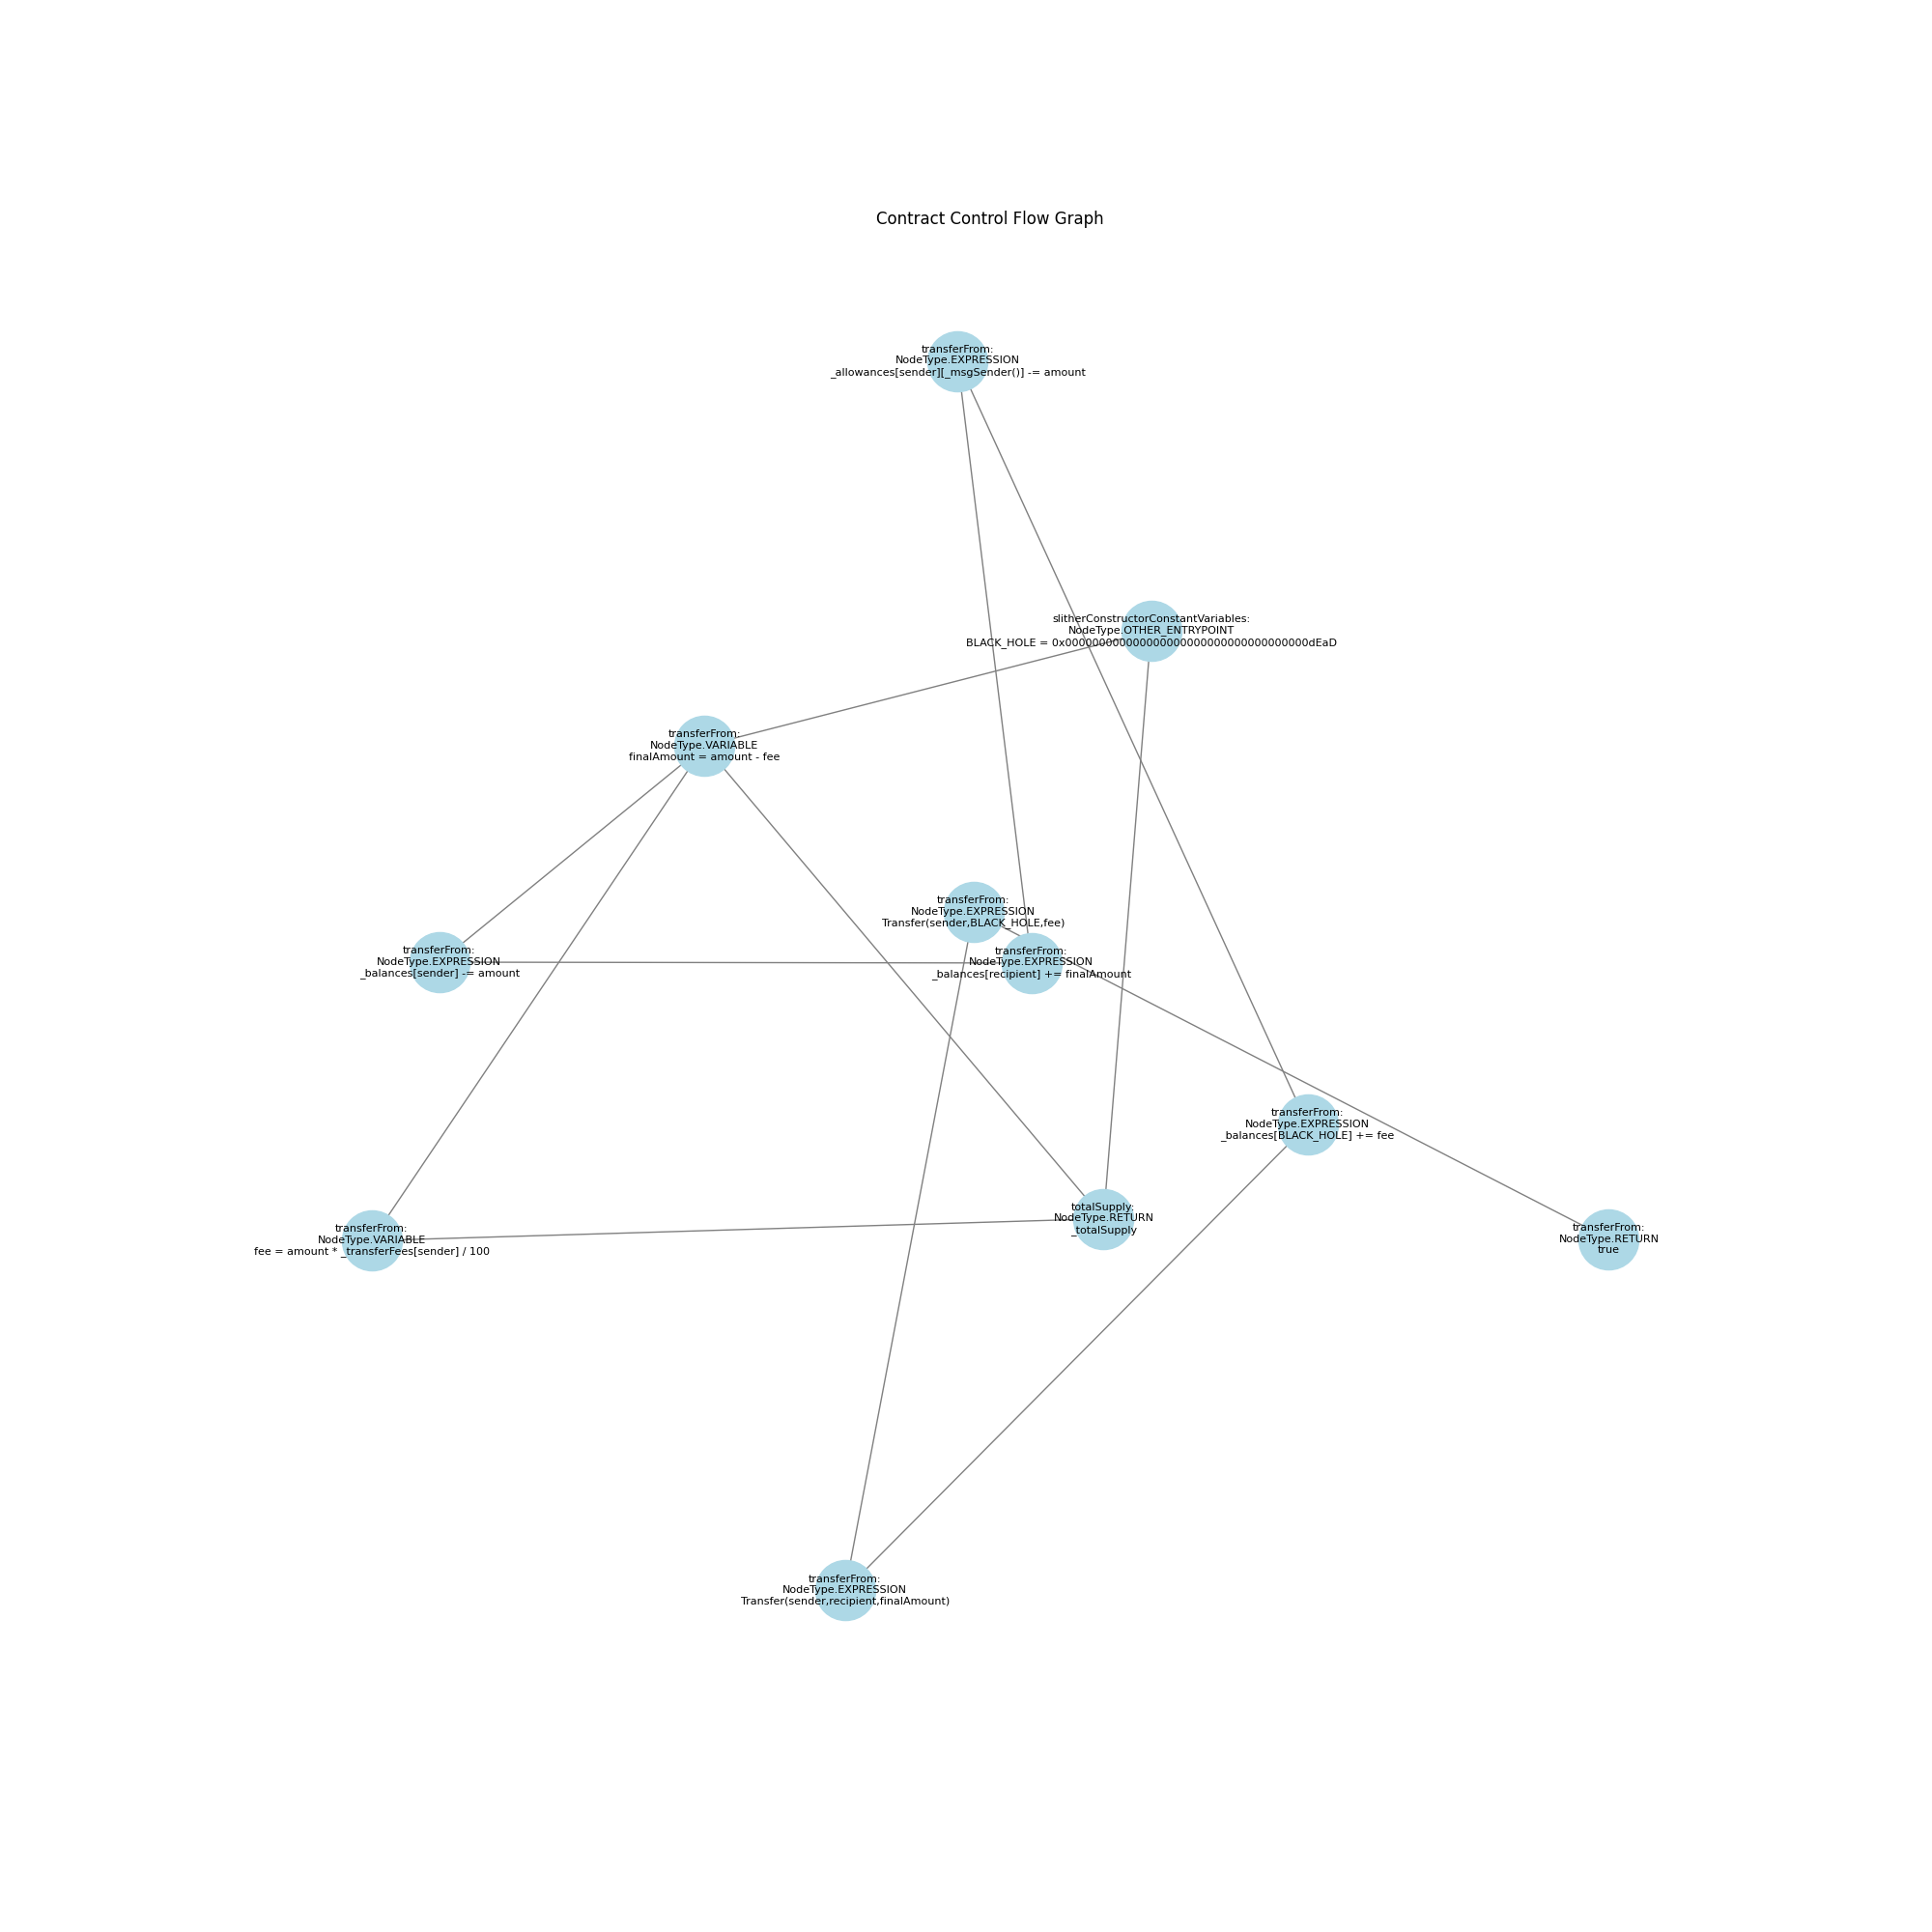 Contract Control Flow Graph
transferFrom:
NodeType.EXPRESSION
_allowances[sender][_msgSender()] -= amount
slitherConstructorConstantVariables:
NodeType.OTHER_ENTRYPOINT
BLACK_HOLE = 0x000000000000000000000000000000000000dEaD
transferFrom:
NodeType.VARIABLE
finalAmount = amount - fee
transferFrom:
NodeType.EXPRESSION
Transfer(sender,BLACK_HOLE,fee)
transferFrom:
NodeType.EXPRESSION
_balances[sender] -= amount
transferFrom:
NodeType.EXPRESSION
_balances[recipient] += finalAmount
transferFrom:
NodeType.EXPRESSION
_balances[BLACK_HOLE] += fee
totalSupply:
NodeType.RETURN
_totalSupply
transferFrom:
NodeType.VARIABLE
fee = amount * _transferFees[sender] / 100
transferFrom:
NodeType.RETURN
true
transferFrom:
NodeType.EXPRESSION
Transfer(sender,recipient,finalAmount)